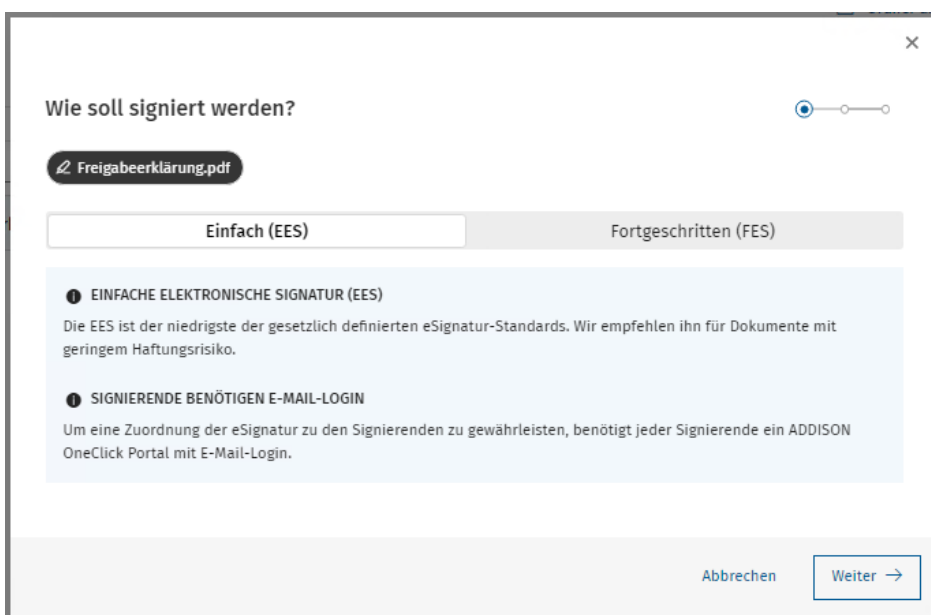 Wie soll signiert werden?
Freigabeerklärung.pdf
Einfach (EES)
Fortgeschritten (FES)
EINFACHE ELEKTRONISCHE SIGNATUR (EES)
Die EES ist der niedrigste der gesetzlich definierten eSignatur-Standards. Wir empfehlen ihn für Dokumente mit
geringem Haftungsrisiko.
SIGNIERENDE BENÖTIGEN E-MAIL-LOGIN
Um eine Zuordnung der eSignatur zu den Signierenden zu gewährleisten, benötigt jeder Signierende ein ADDISON
OneClick Portal mit E-Mail-Login.
Abbrechen
Weiter →